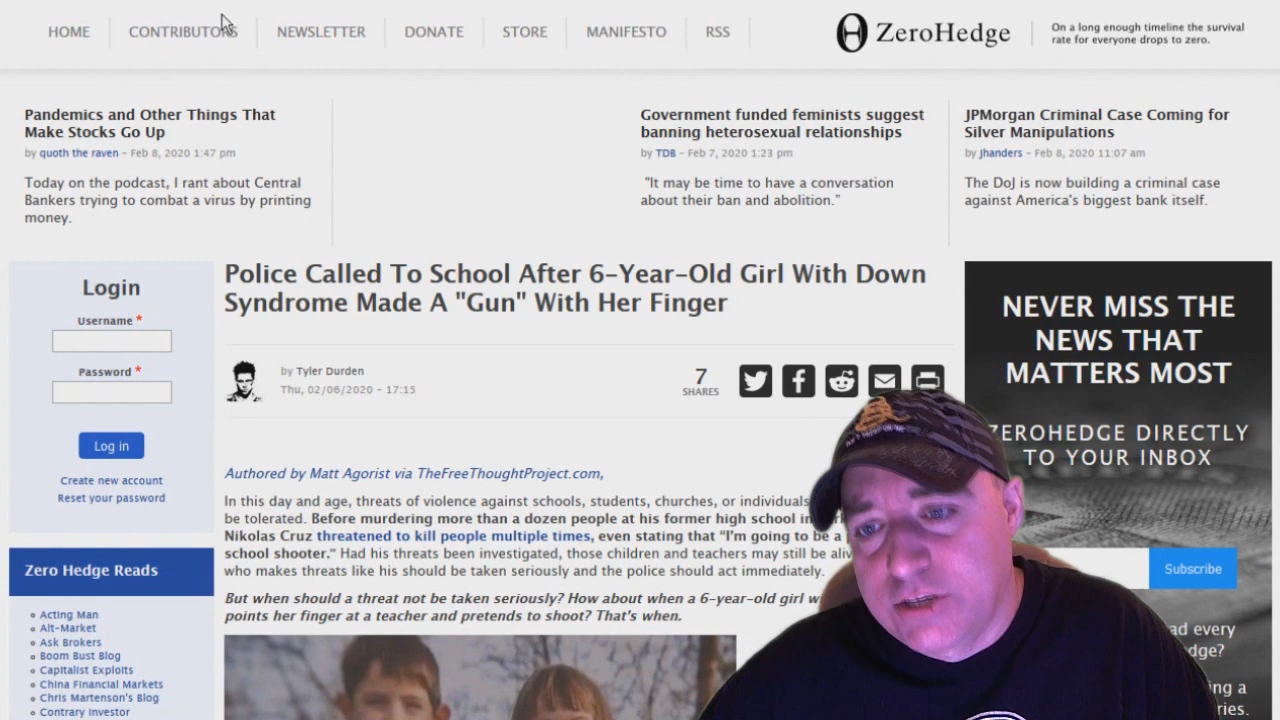 HOME
CONTRIBUTORS
NEWSLETTER
DONATE
STORE
MANIFESTO
RSS
ZeroHedge
On a long enough timeline the survival
rate for everyone drops to zero.
Pandemics and Other Things That
Make Stocks Go Up
by quoth the raven – Feb 8, 2020 1:47 pm
Today on the podcast, I rant about Central
Bankers trying to combat a virus by printing
money.
Government funded feminists suggest
banning heterosexual relationships
by TDB – Feb 7, 2020 1:23 pm
"It may be time to have a conversation
about their ban and abolition."
JPMorgan Criminal Case Coming for
Silver Manipulations
by Jhanders – Feb 8, 2020 11:07 am
The DoJ is now building a criminal case
against America's biggest bank itself.
Login
Username *
Password *
Log in
Create new account
Reset your password
Zero Hedge Reads
Acting Man
Alt-Market
Ask Brokers
Boom Bust Blog
Capitalist Exploits
China Financial Markets
Chris Martenson's Blog
Contrary Investor
Police Called To School After 6-Year-Old Girl With Down
Syndrome Made A "Gun" With Her Finger
by Tyler Durden
Thu, 02/06/2020 - 17:15
7
SHARES
Authored by Matt Agorist via TheFreeThoughtProject.com,
In this day and age, threats of violence against schools, students, churches, or individuals
be tolerated. Before murdering more than a dozen people at his former high school in
Nikolas Cruz threatened to kill people multiple times, even stating that "I'm going to be a
school shooter." Had his threats been investigated, those children and teachers may still be
who makes threats like his should be taken seriously and the police should act immediately.
But when should a threat not be taken seriously? How about when a 6-year-old girl
points her finger at a teacher and pretends to shoot? That's when.
NEVER MISS THE
NEWS THAT
MATTERS MOST
ZEROHEDGE DIRECTLY
TO YOUR INBOX
Subscribe
every